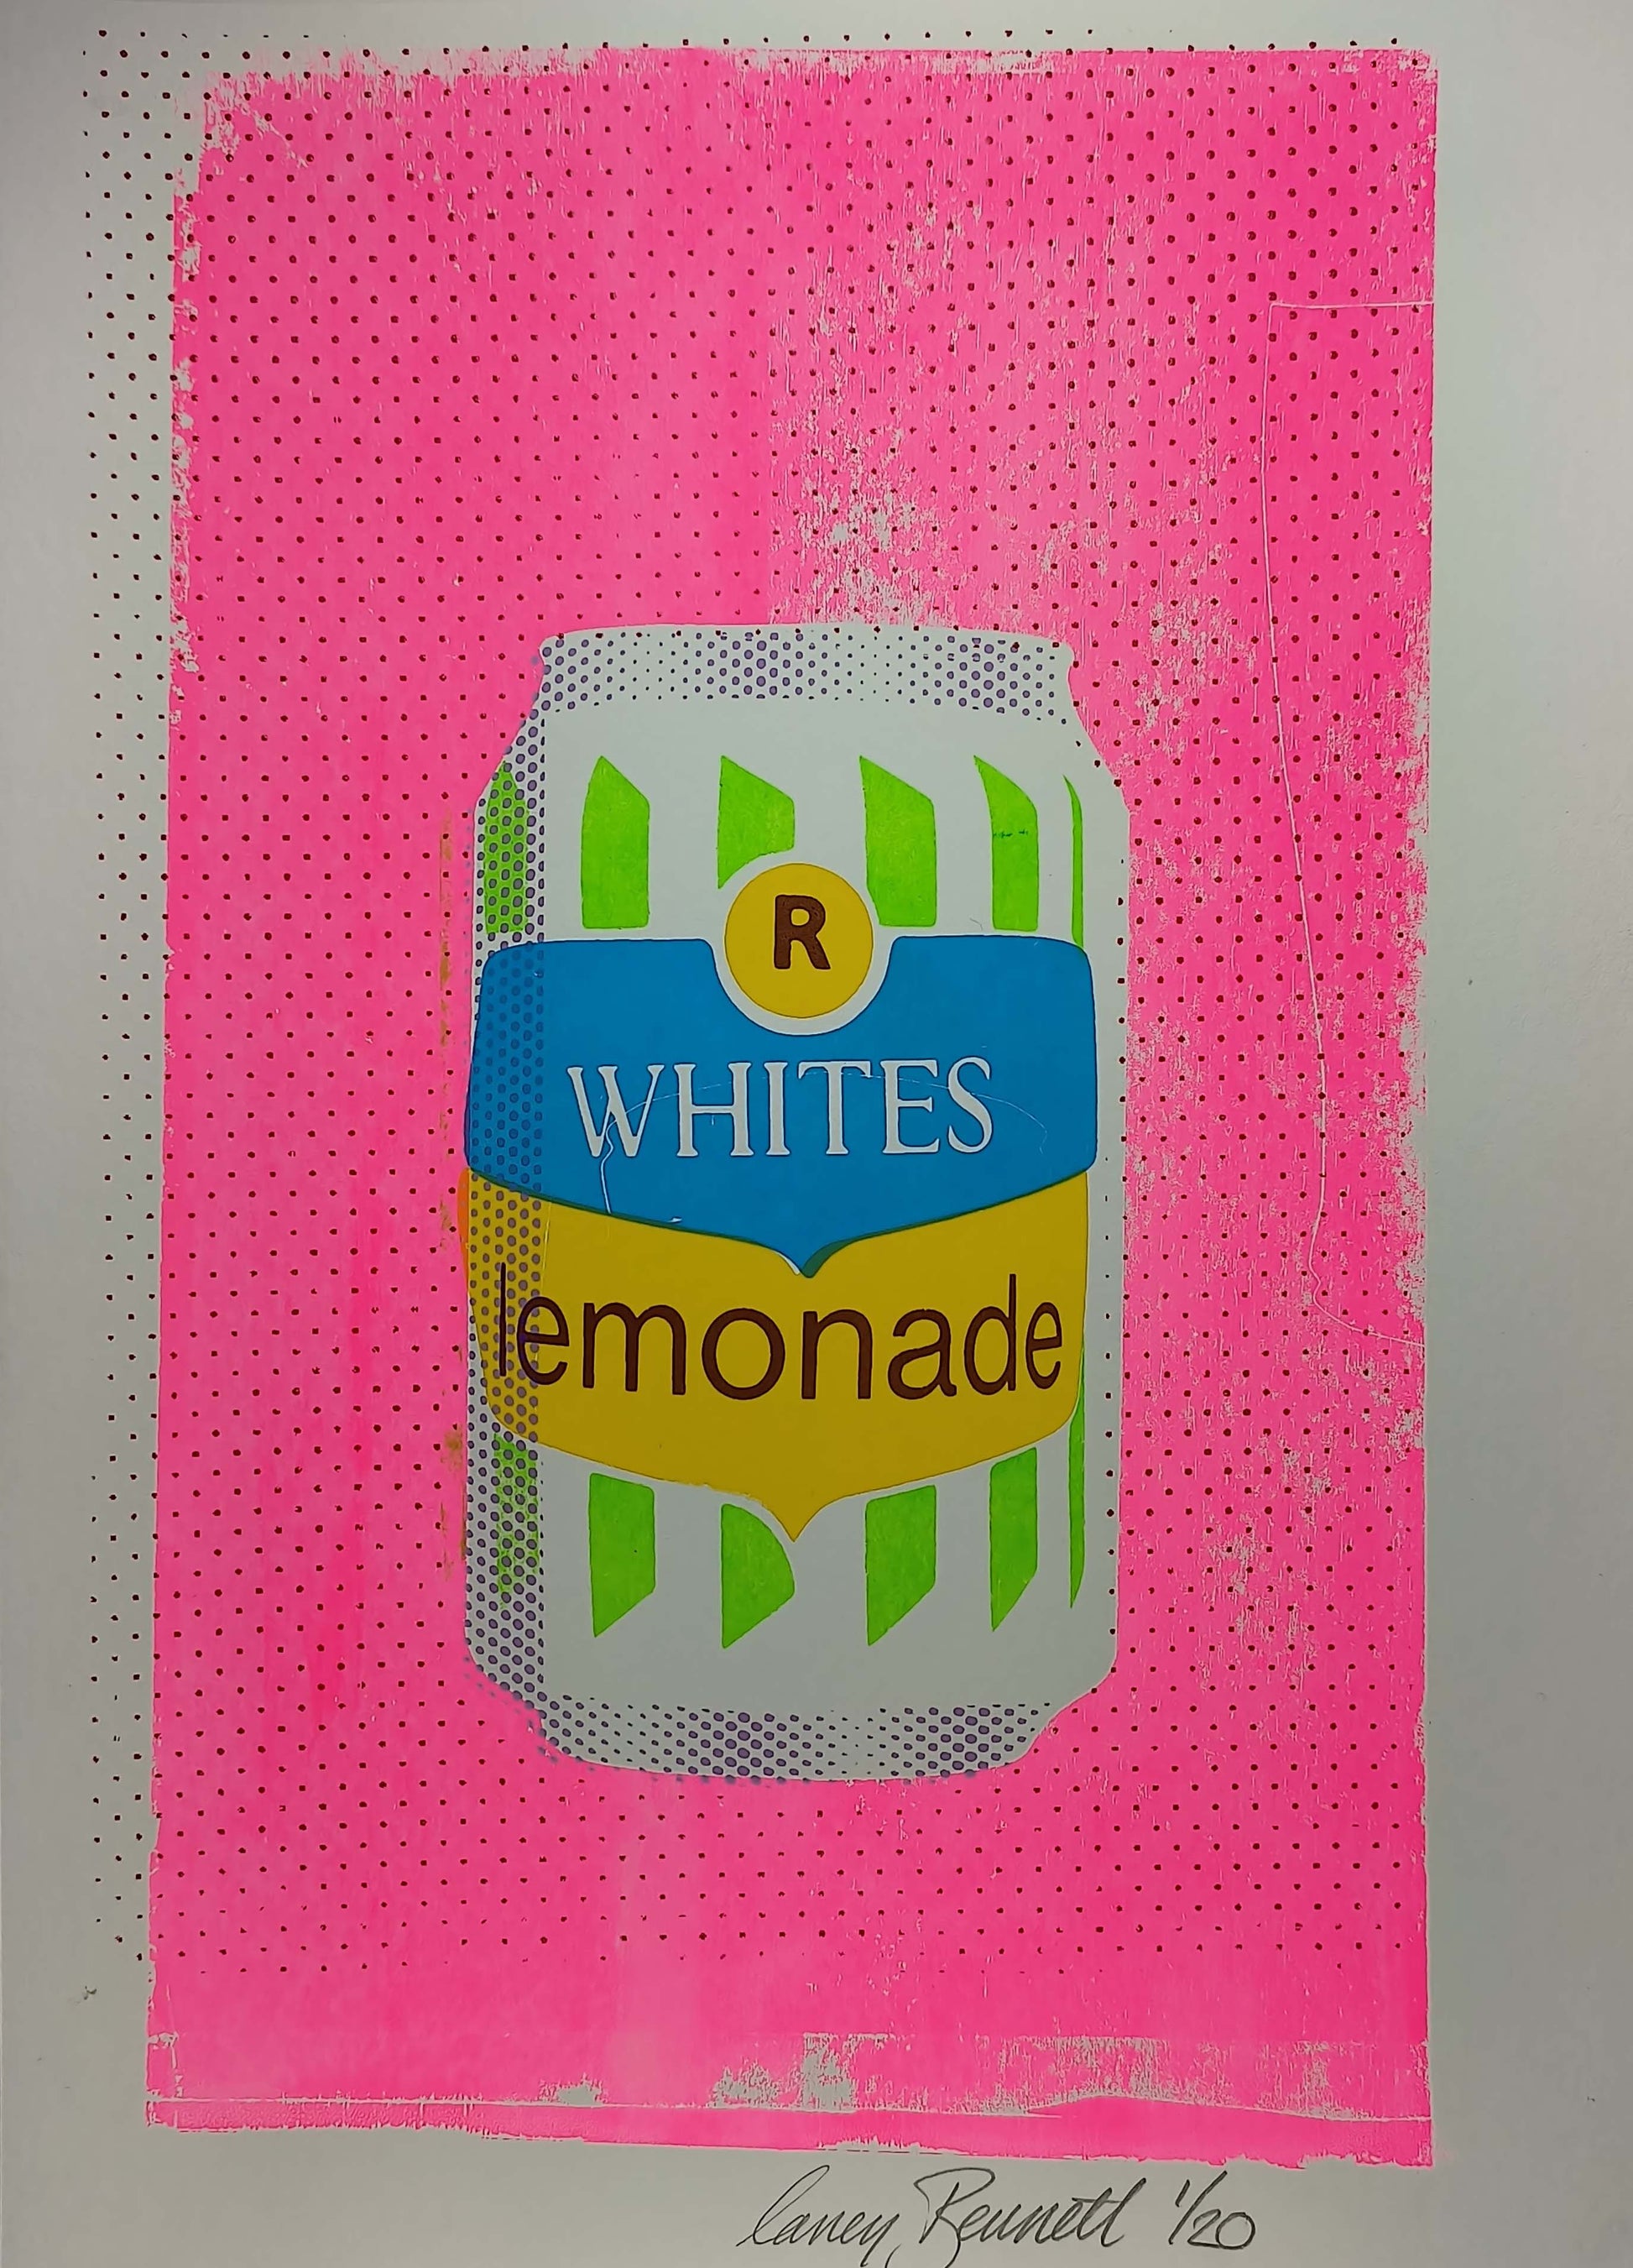 R
WHITES
lemonade
Laney Bennett 1/20